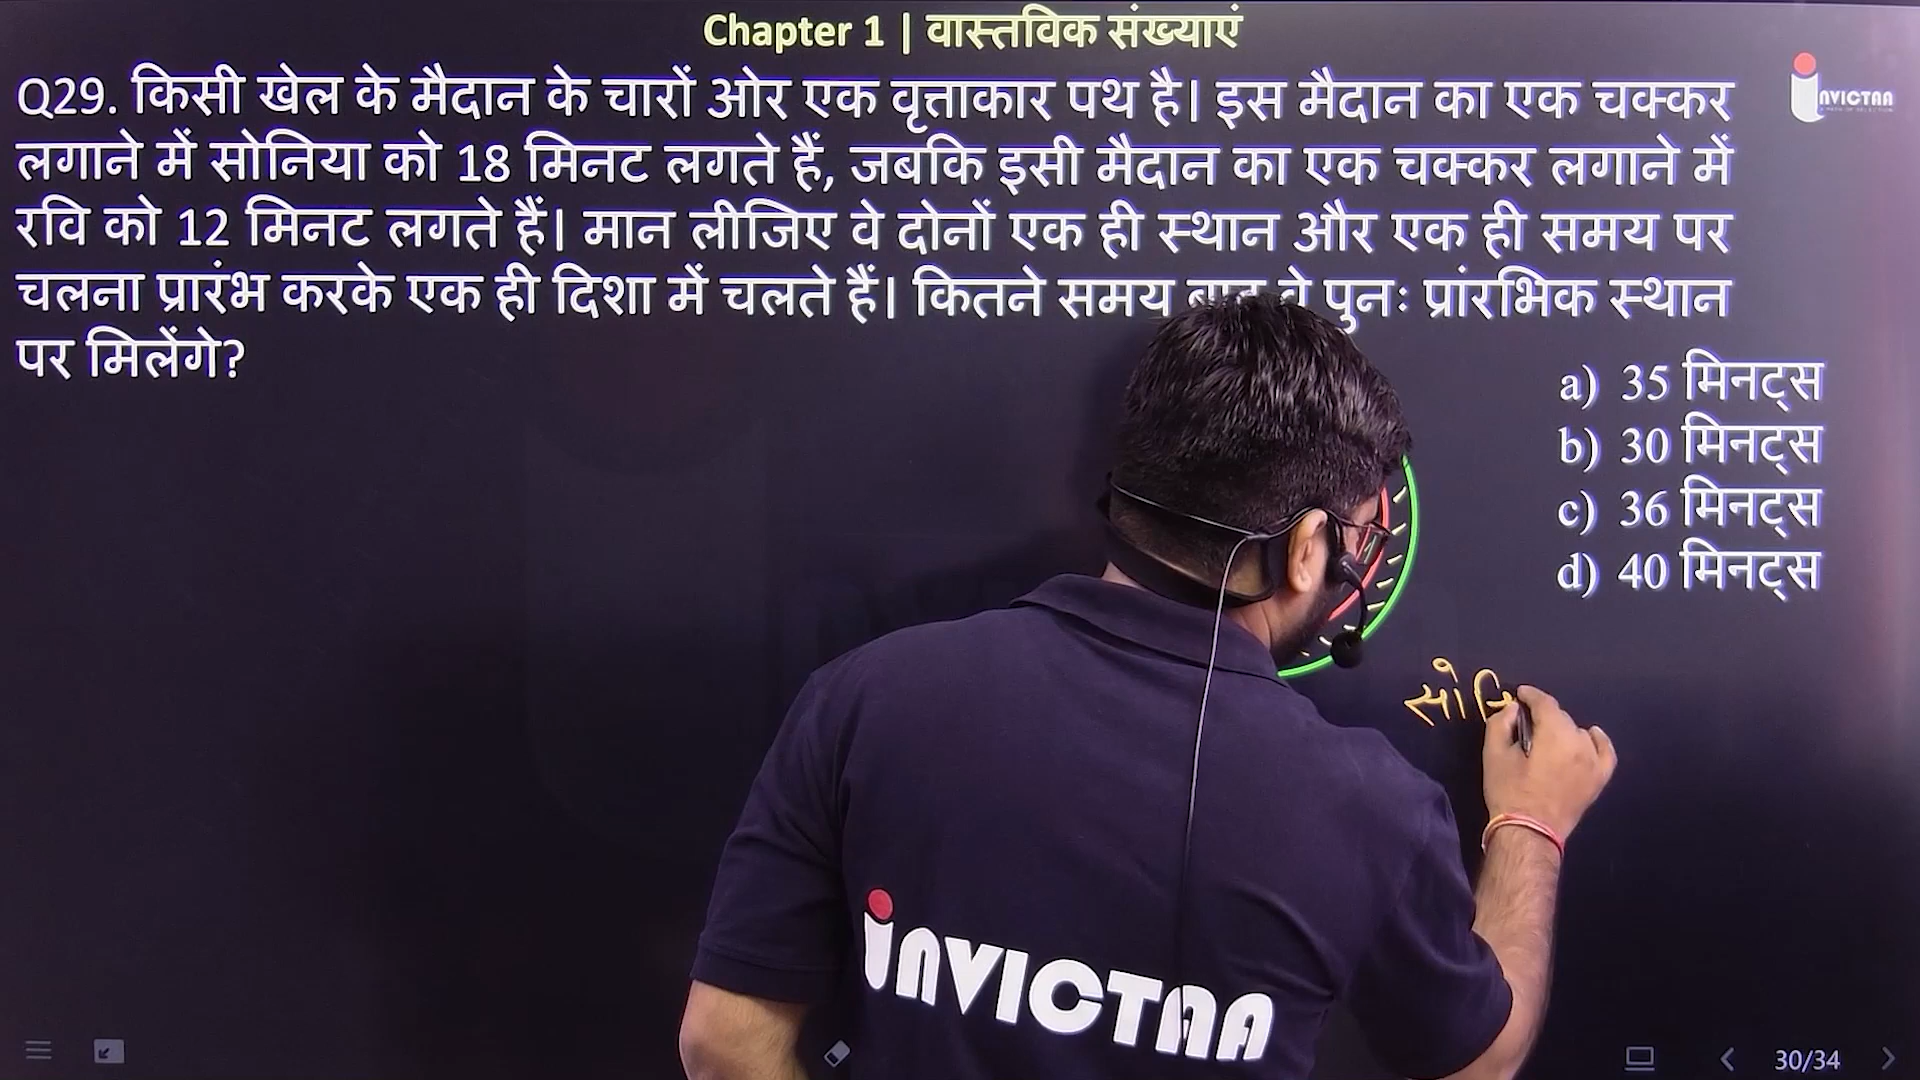 Chapter 1 | वास्तविक संख्याएं
Q29. किसी खेल के मैदान के चारों ओर एक वृत्ताकार पथ है। इस मैदान का एक चक्कर
लगाने में सोनिया को 18 मिनट लगते हैं, जबकि इसी मैदान का एक चक्कर लगाने में
रवि को 12 मिनट लगते हैं। मान लीजिए वे दोनों एक ही स्थान और एक ही समय पर
चलना प्रारंभ करके एक ही दिशा में चलते हैं। कितने समय वे पुनः प्रांरभिक स्थान
पर मिलेंगे?
a) 35 मिनट्स
b) 30 मिनट्स
c) 36 मिनट्स
d) 40 मिनट्स
INVICTAA
INVICTAA
30/34